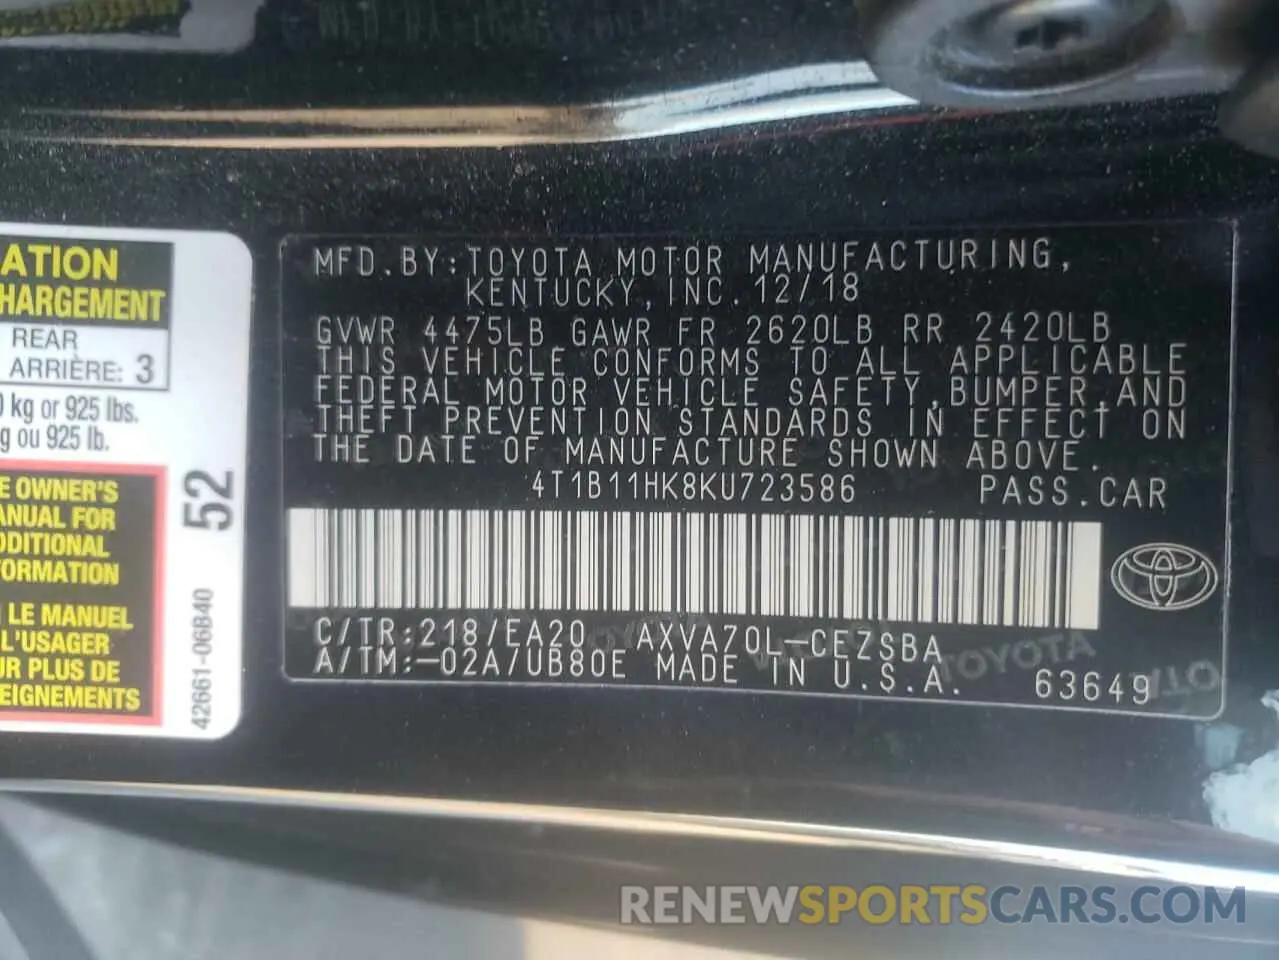 ATION
HARGEMENT
REAR
ARRIÈRE: 3
kg or 925 lbs.
g ou 925 lb.
E OWNER'S
ANUAL FOR
DDITIONAL
FORMATION
LE MANUEL
L'USAGER
UR PLUS DE
EIGNEMENTS
52
42661-06B40
MFD.BY:TOYOTA MOTOR MANUFACTURING,
KENTUCKY,INC.12/18
GVWR 4475LB GAWR FR 2620LB RR 2420LB
THIS VEHICLE CONFORMS TO ALL APPLICABLE
FEDERAL MOTOR VEHICLE SAFETY,BUMPER,AND
THEFT PREVENTION STANDARDS IN EFFECT ON
THE DATE OF MANUFACTURE SHOWN ABOVE.
4T1B11HK8KU723586 PASS.CAR
C/TR:218/EA20 AXVA70L-CEZSBA
A/TM:-02A/UB80E MADE IN U.S.A. 63649
TOYOTA
RENEWSPORTSCARS.COM